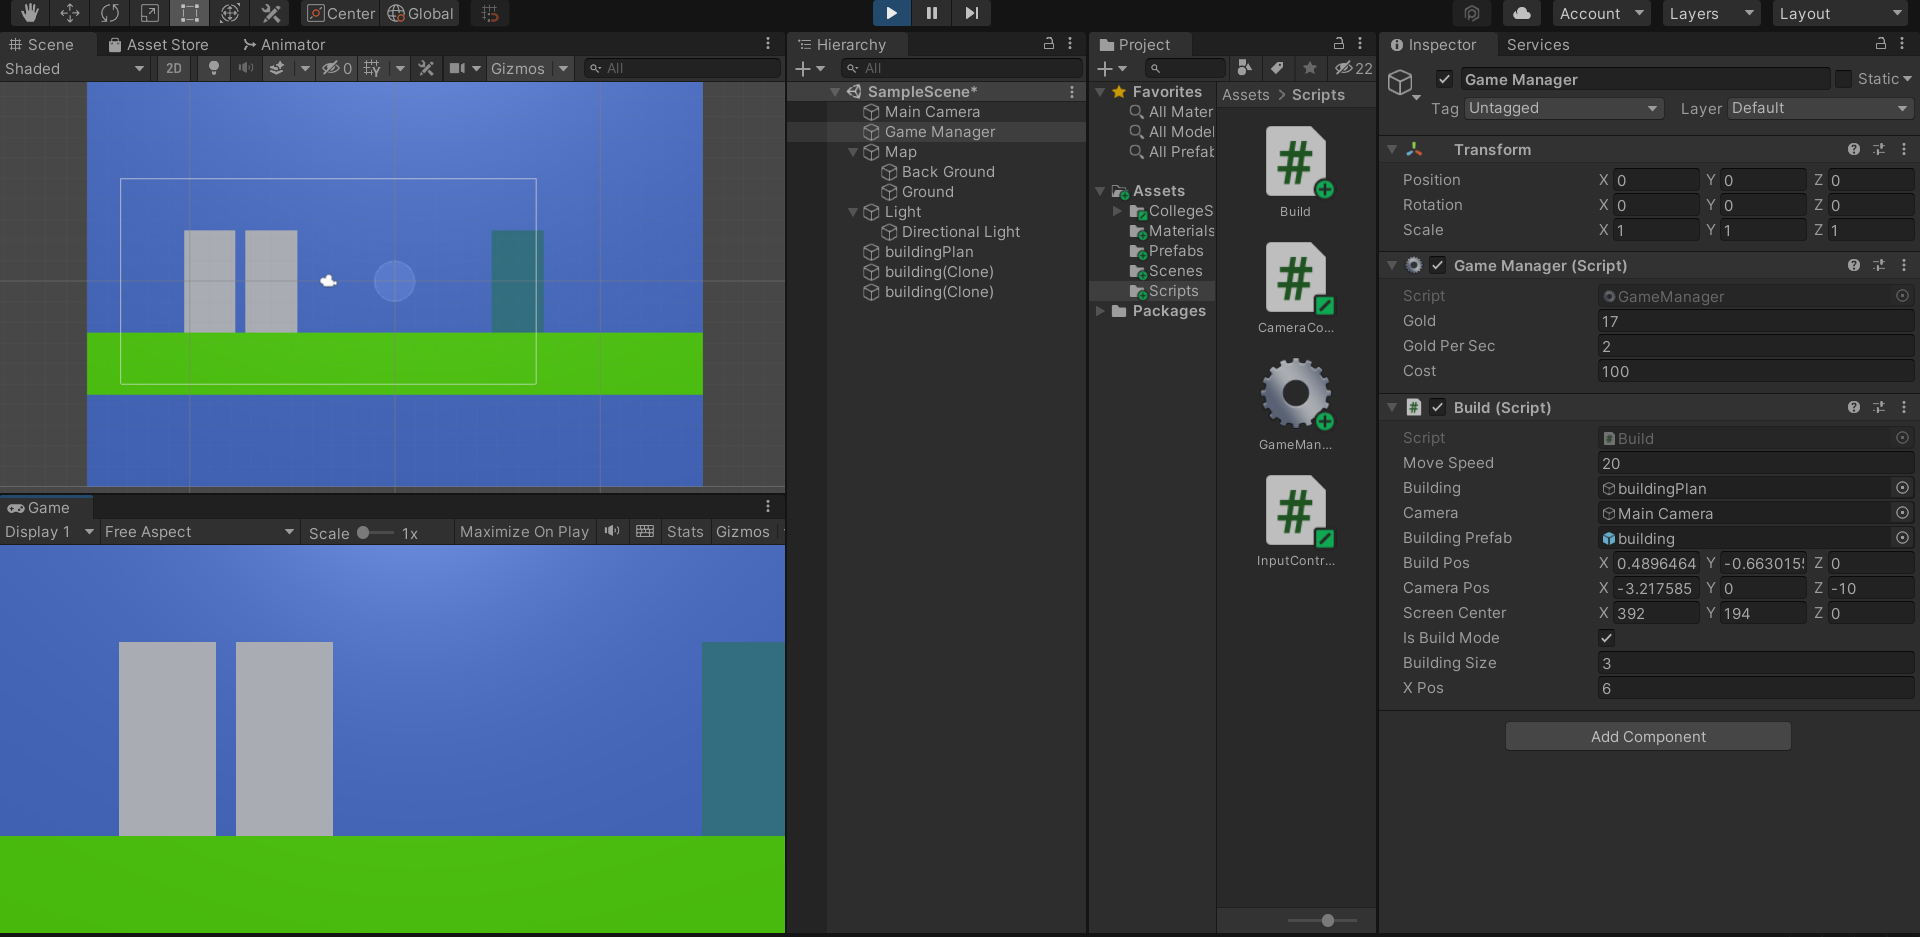 Center Global Account Layers Layout
Scene Asset Store Animator
Shaded 2D 0 Gizmos All
Hierarchy
All
SampleScene*
Main Camera
Game Manager
Map
Back Ground
Ground
Light
Directional Light
buildingPlan
building(Clone)
building(Clone)
Game
Display 1 Free Aspect Scale 1x Maximize On Play Stats Gizmos
Project
22
Favorites
All Mater
All Model
All Prefab
Assets
CollegeS
Materials
Prefabs
Scenes
Scripts
Packages
Assets > Scripts
Build
CameraCo...
GameMan...
InputContr...
Inspector Services
Game Manager Static
Tag Untagged Layer Default
Transform
Position X 0 Y 0 Z 0
Rotation X 0 Y 0 Z 0
Scale X 1 Y 1 Z 1
Game Manager (Script)
Script GameManager
Gold 17
Gold Per Sec 2
Cost 100
Build (Script)
Script Build
Move Speed 20
Building buildingPlan
Camera Main Camera
Building Prefab building
Build Pos X 0.4896464 Y -0.663015 Z 0
Camera Pos X -3.217585 Y 0 Z -10
Screen Center X 392 Y 194 Z 0
Is Build Mode
Building Size 3
X Pos 6
Add Component